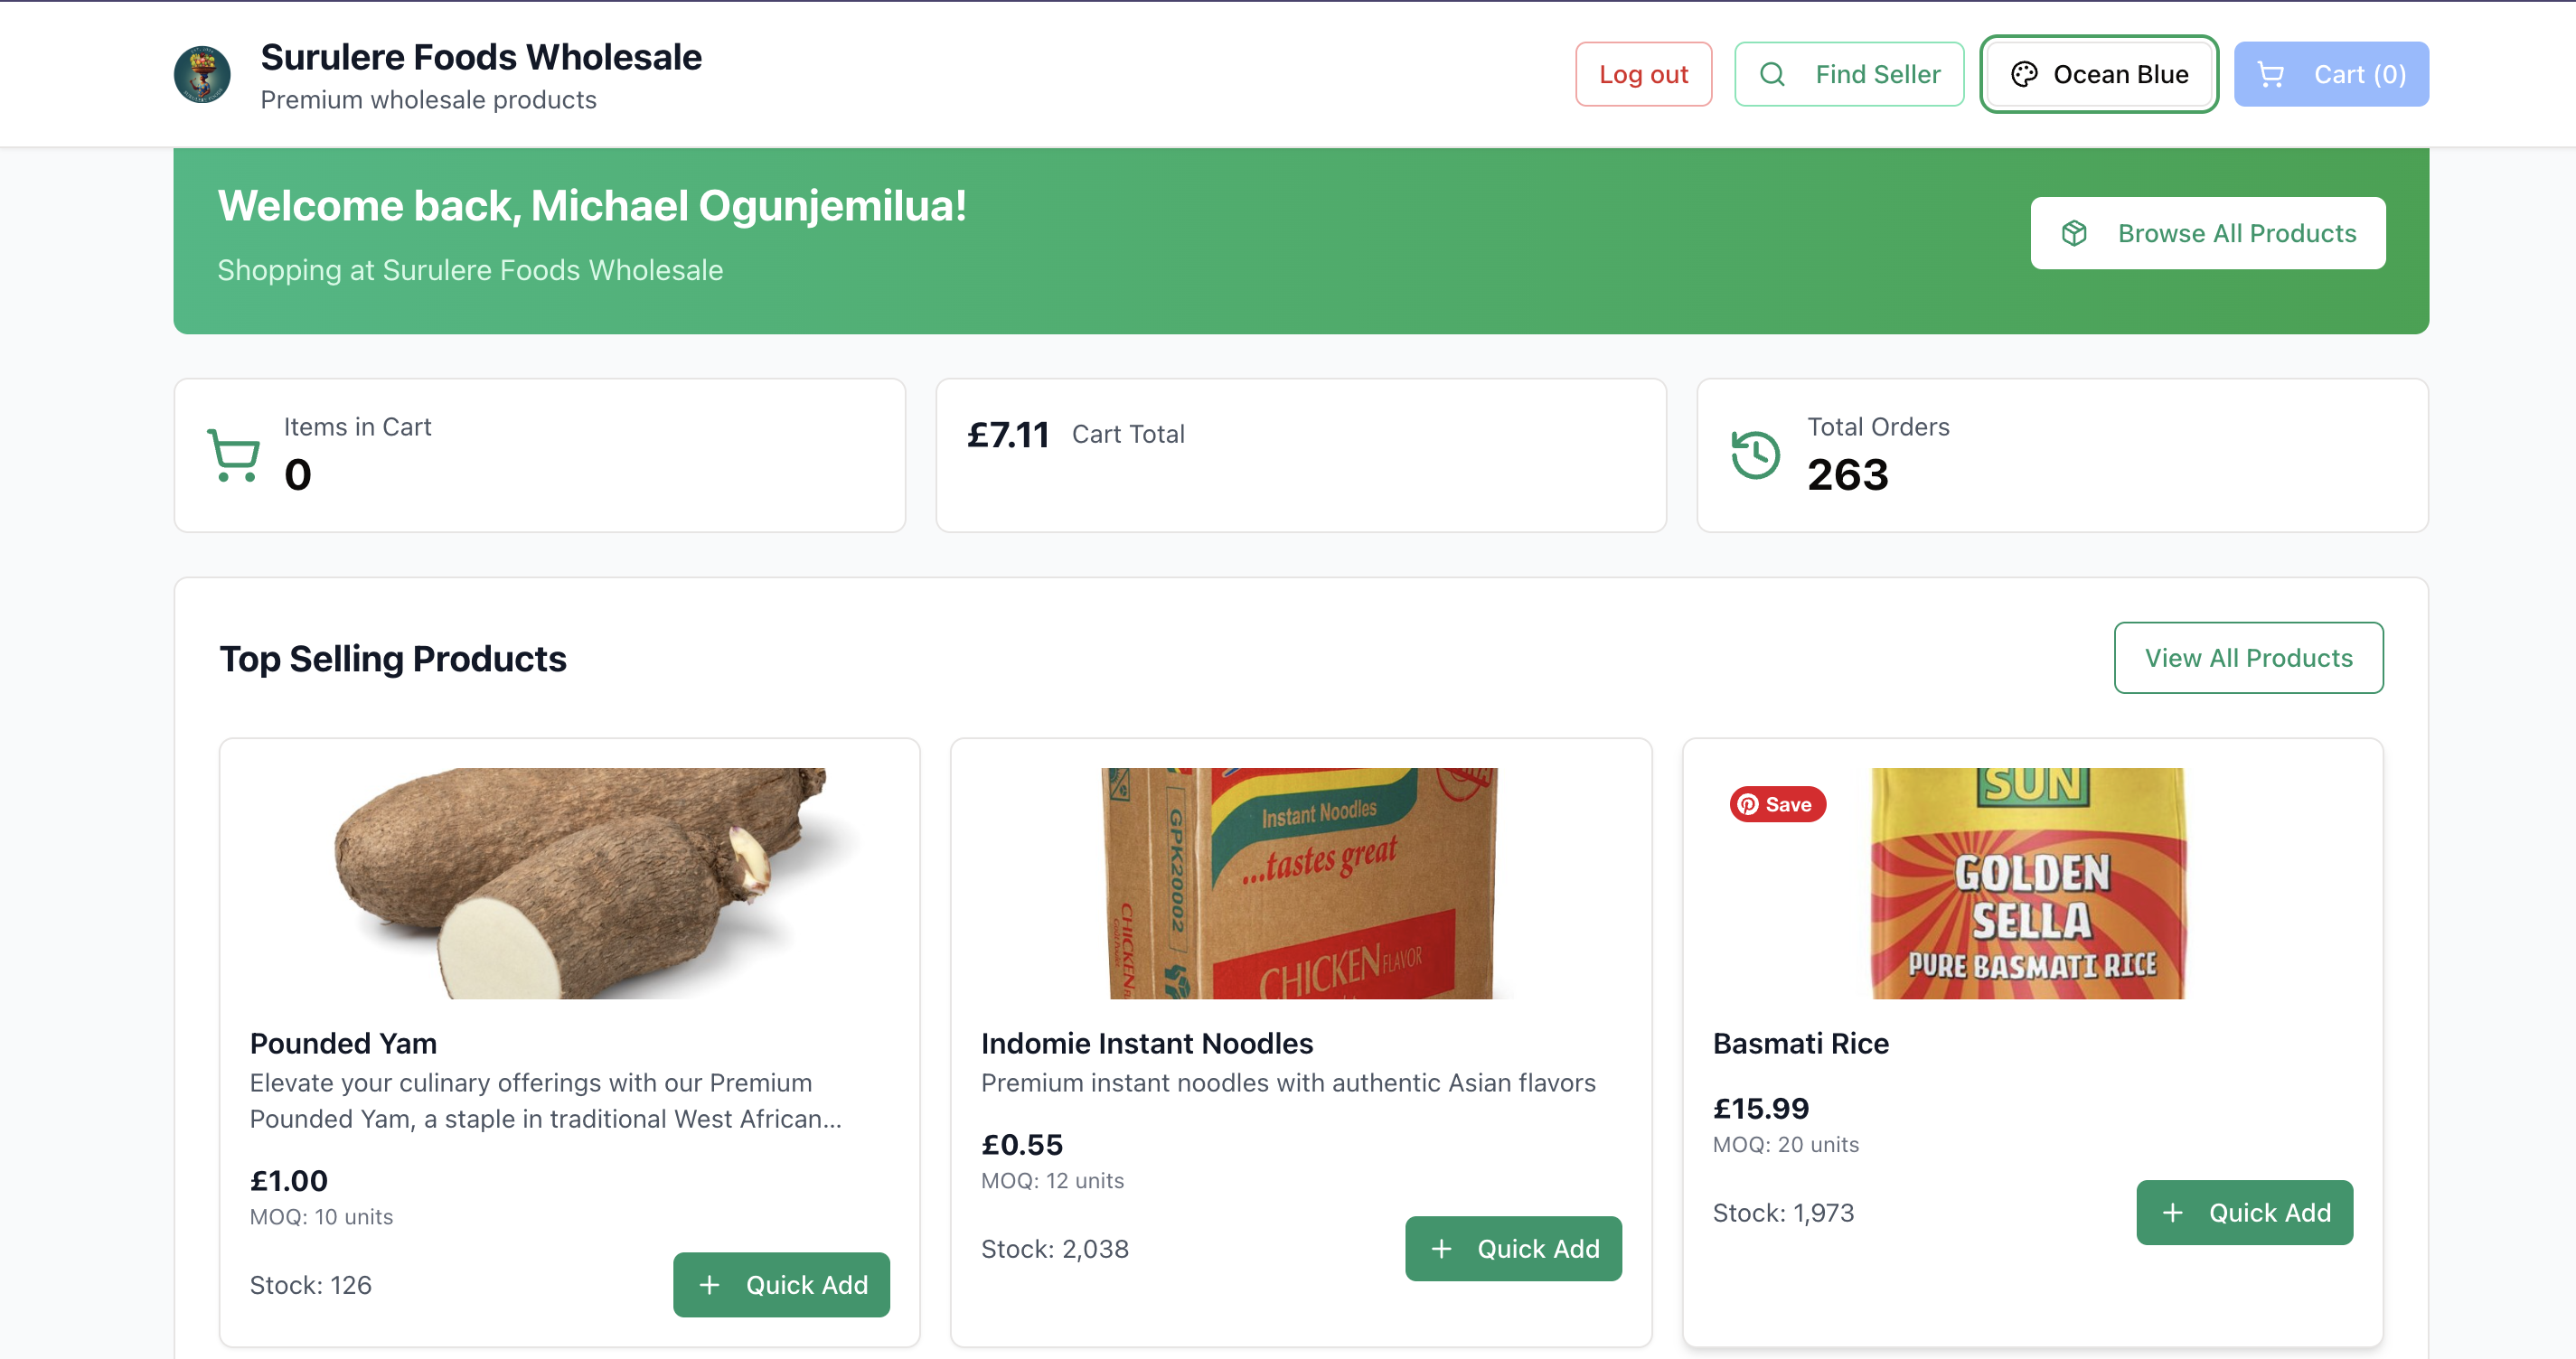 Surulere Foods Wholesale
Premium wholesale products
Log out
Find Seller
Ocean Blue
Cart (0)
Welcome back, Michael Ogunjemilua!
Shopping at Surulere Foods Wholesale
Browse All Products
Items in Cart
0
£7.11 Cart Total
Total Orders
263
Top Selling Products
View All Products
Instant Noodles
...tastes great
GPK20002
CHICKEN
CHICKEN FLAVOR
Save
SUN
GOLDEN
SELLA
PURE BASMATI RICE
Pounded Yam
Elevate your culinary offerings with our Premium
Pounded Yam, a staple in traditional West African...
£1.00
MOQ: 10 units
Stock: 126
Quick Add
Indomie Instant Noodles
Premium instant noodles with authentic Asian flavors
£0.55
MOQ: 12 units
Stock: 2,038
Quick Add
Basmati Rice
£15.99
MOQ: 20 units
Stock: 1,973
Quick Add